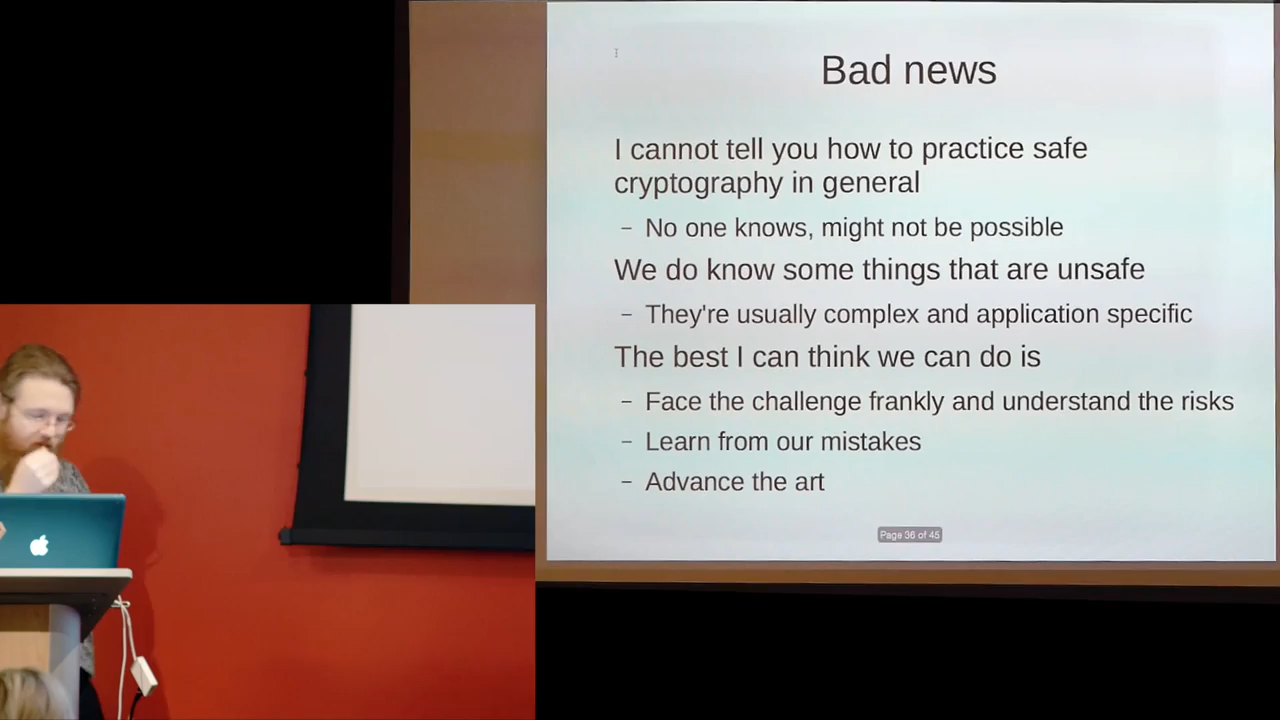 Bad news
I cannot tell you how to practice safe
cryptography in general
– No one knows, might not be possible
We do know some things that are unsafe
– They're usually complex and application specific
The best I can think we can do is
– Face the challenge frankly and understand the risks
– Learn from our mistakes
– Advance the art
Page 36 of 45